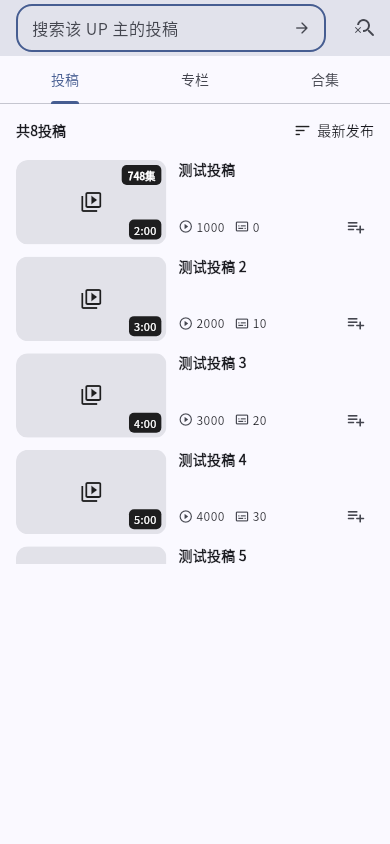 搜索该 UP 主的投稿
投稿 专栏 合集
共8投稿 最新发布
748集
2:00
测试投稿
1000 0
3:00
测试投稿 2
2000 10
4:00
测试投稿 3
3000 20
5:00
测试投稿 4
4000 30
测试投稿 5